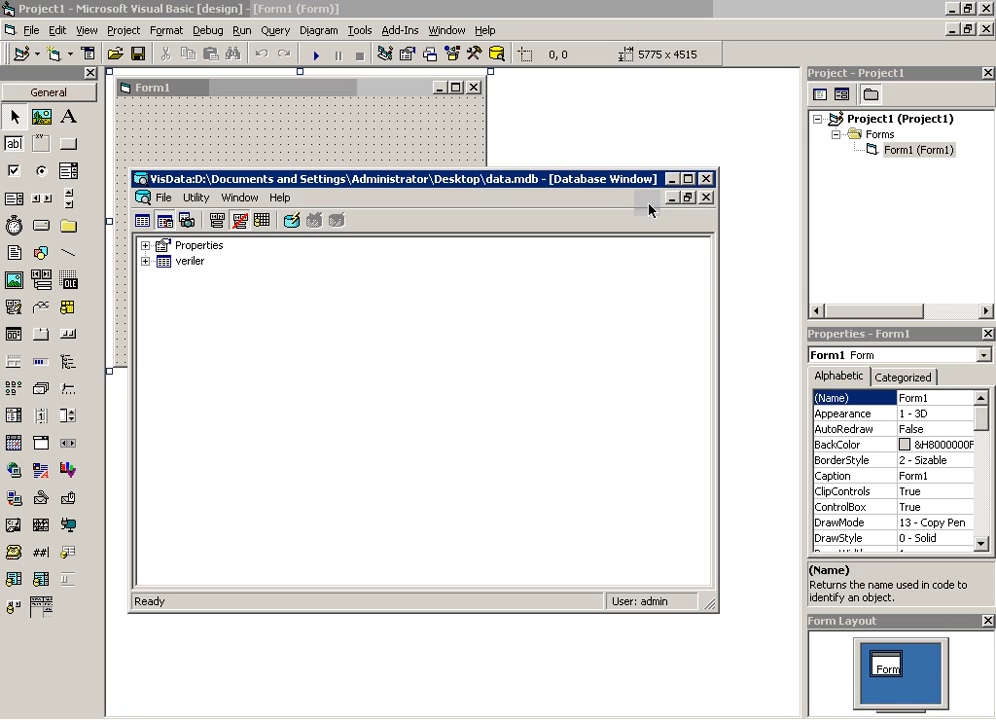 Project1 - Microsoft Visual Basic [design] - [Form1 (Form)]
File Edit View Project Format Debug Run Query Diagram Tools Add-Ins Window Help
0, 0
5775 x 4515
General
A
ab|
XY
OLE
##|
Form1
VisData:D:\Documents and Settings\Administrator\Desktop\data.mdb - [Database Window]
File Utility Window Help
Properties
veriler
Ready
User: admin
Project - Project1
Project1 (Project1)
Forms
Form1 (Form1)
Properties - Form1
Form1 Form
Alphabetic Categorized
(Name) Form1
Appearance 1 - 3D
AutoRedraw False
BackColor &H8000000F
BorderStyle 2 - Sizable
Caption Form1
ClipControls True
ControlBox True
DrawMode 13 - Copy Pen
DrawStyle 0 - Solid
(Name)
Returns the name used in code to
identify an object.
Form Layout
Form